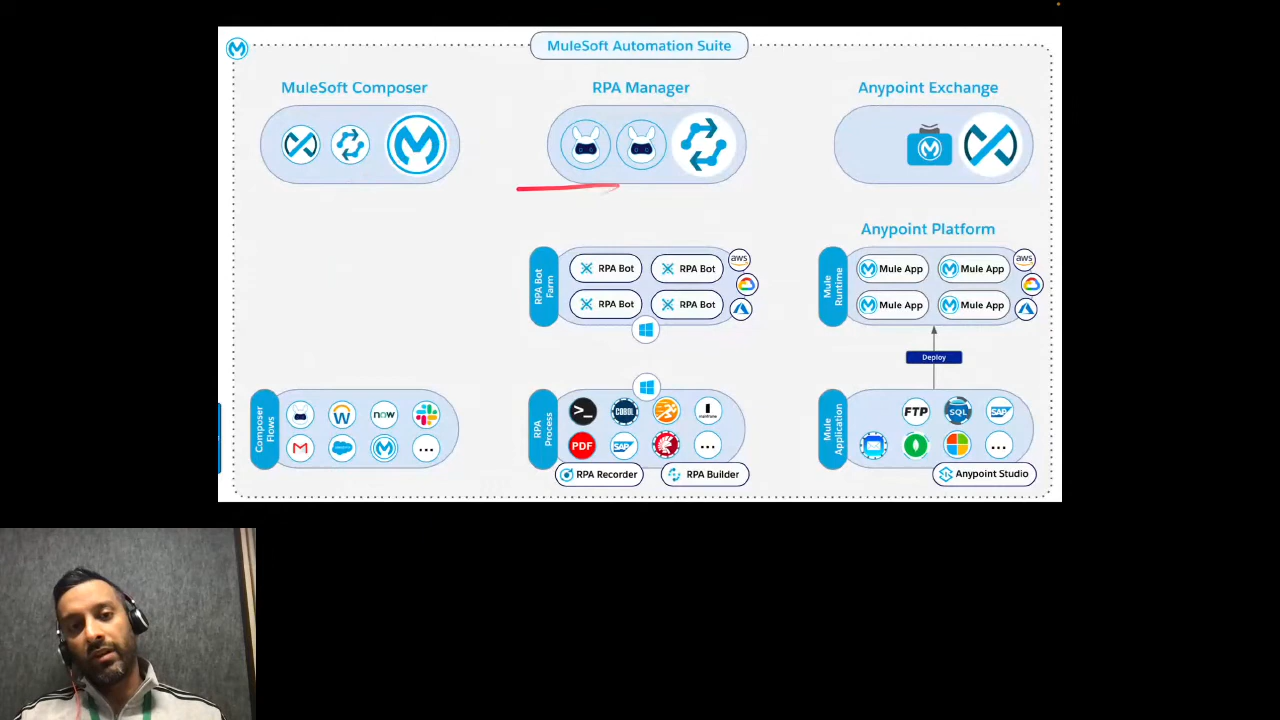 MuleSoft Automation Suite
MuleSoft Composer
RPA Manager
Anypoint Exchange
Anypoint Platform
RPA Bot Farm
RPA Bot
RPA Bot
RPA Bot
RPA Bot
aws
Mule Runtime
Mule App
Mule App
Mule App
Mule App
aws
Deploy
Composer Flows
now
RPA Process
COBOL
PDF
SAP
RPA Recorder
RPA Builder
Mule Application
FTP
SQL
SAP
Anypoint Studio